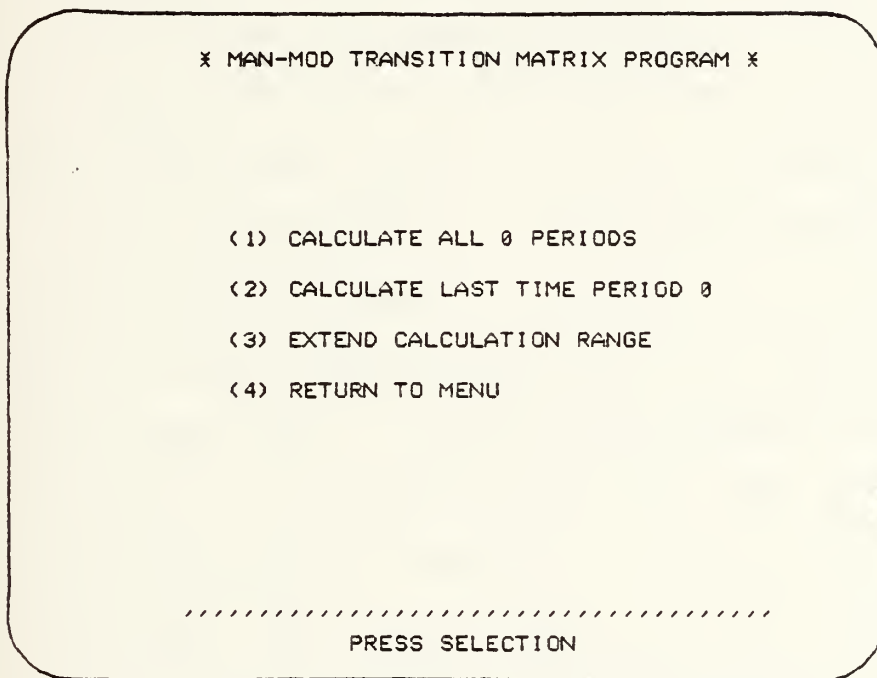 * MAN-MOD TRANSITION MATRIX PROGRAM *
(1) CALCULATE ALL 0 PERIODS
(2) CALCULATE LAST TIME PERIOD 0
(3) EXTEND CALCULATION RANGE
(4) RETURN TO MENU
,,,,,,,,,,,,,,,,,,,,,,,,,,,,,,,,,,,,,,,
PRESS SELECTION